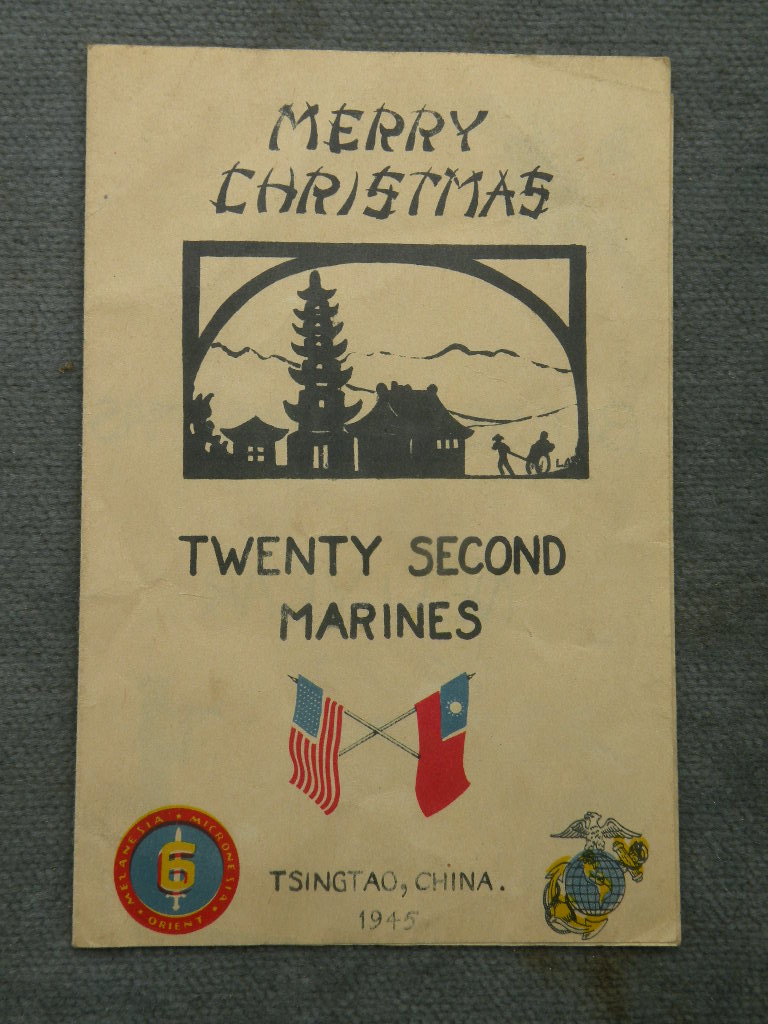 MERRY
CHRISTMAS
TWENTY SECOND
MARINES
MELANESIA · MICRONESIA · ORIENT
6
TSINGTAO, CHINA.
1945